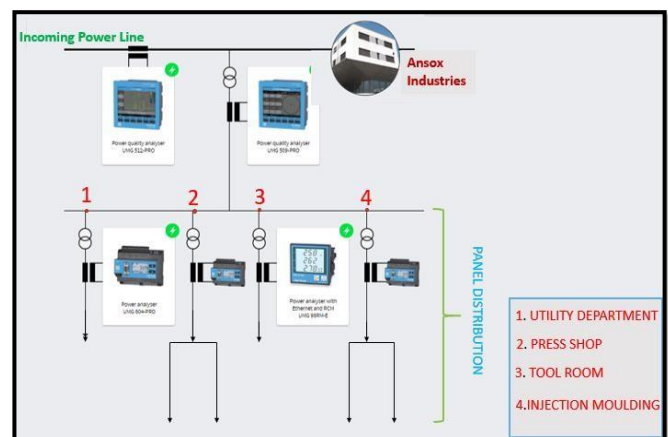 Incoming Power Line
Ansox
Industries
Power quality analyser
UMG 512-PRO
Power quality analyser
UMG 509-PRO
1
2
3
4
Power analyser
UMG 604-PRO
Power analyser with
Ethernet and RCM
UMG 96RM-E
PANEL DISTRIBUTION
1. UTILITY DEPARTMENT
2. PRESS SHOP
3. TOOL ROOM
4.INJECTION MOULDING